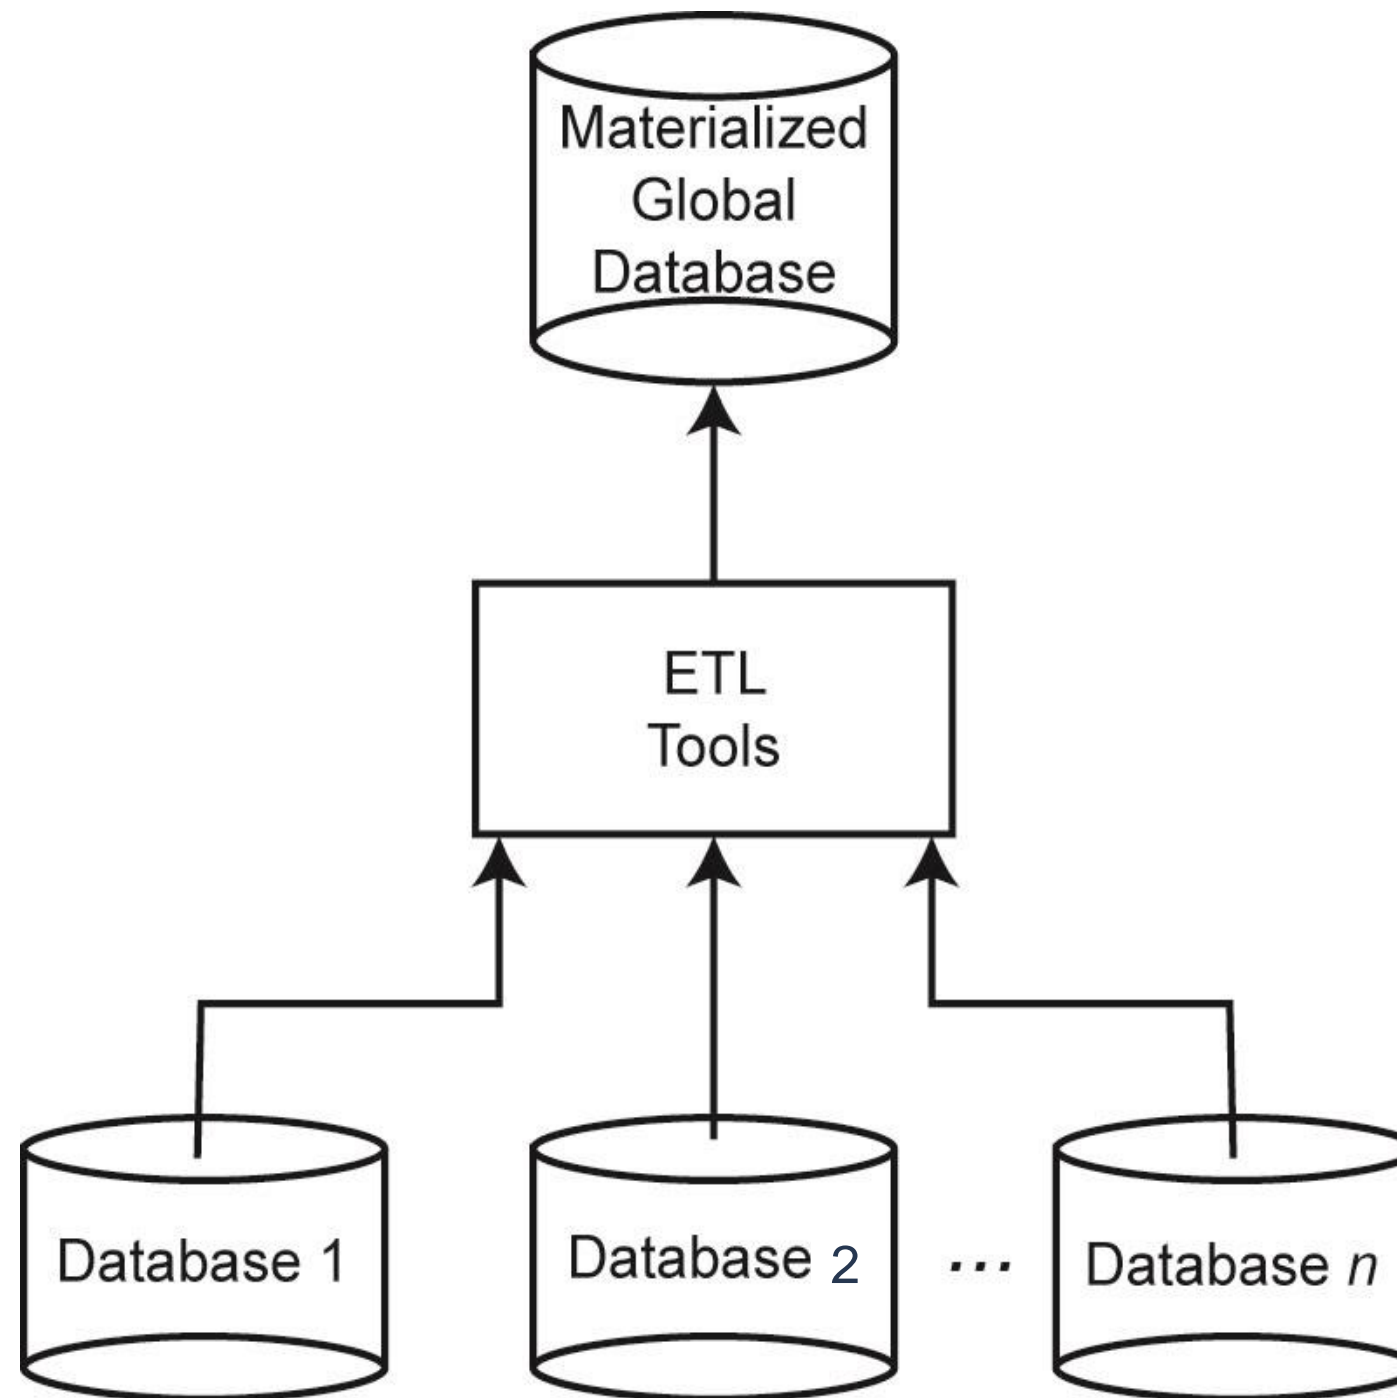 Materialized
Global
Database
ETL
Tools
Database 1
Database 2
...
Database n